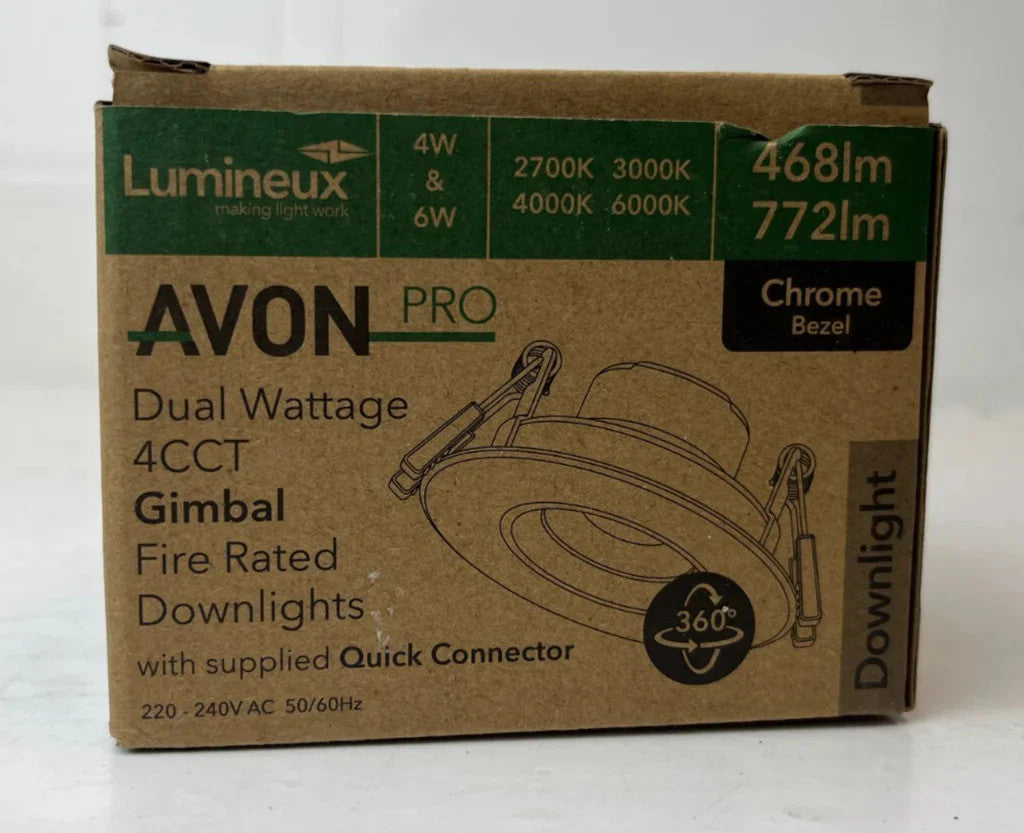 Lumineux
making light work
4W
&
6W
2700K 3000K
4000K 6000K
468lm
772lm
Chrome
Bezel
AVON PRO
Dual Wattage
4CCT
Gimbal
Fire Rated
Downlights
with supplied Quick Connector
220 - 240V AC 50/60Hz
360°
Downlight